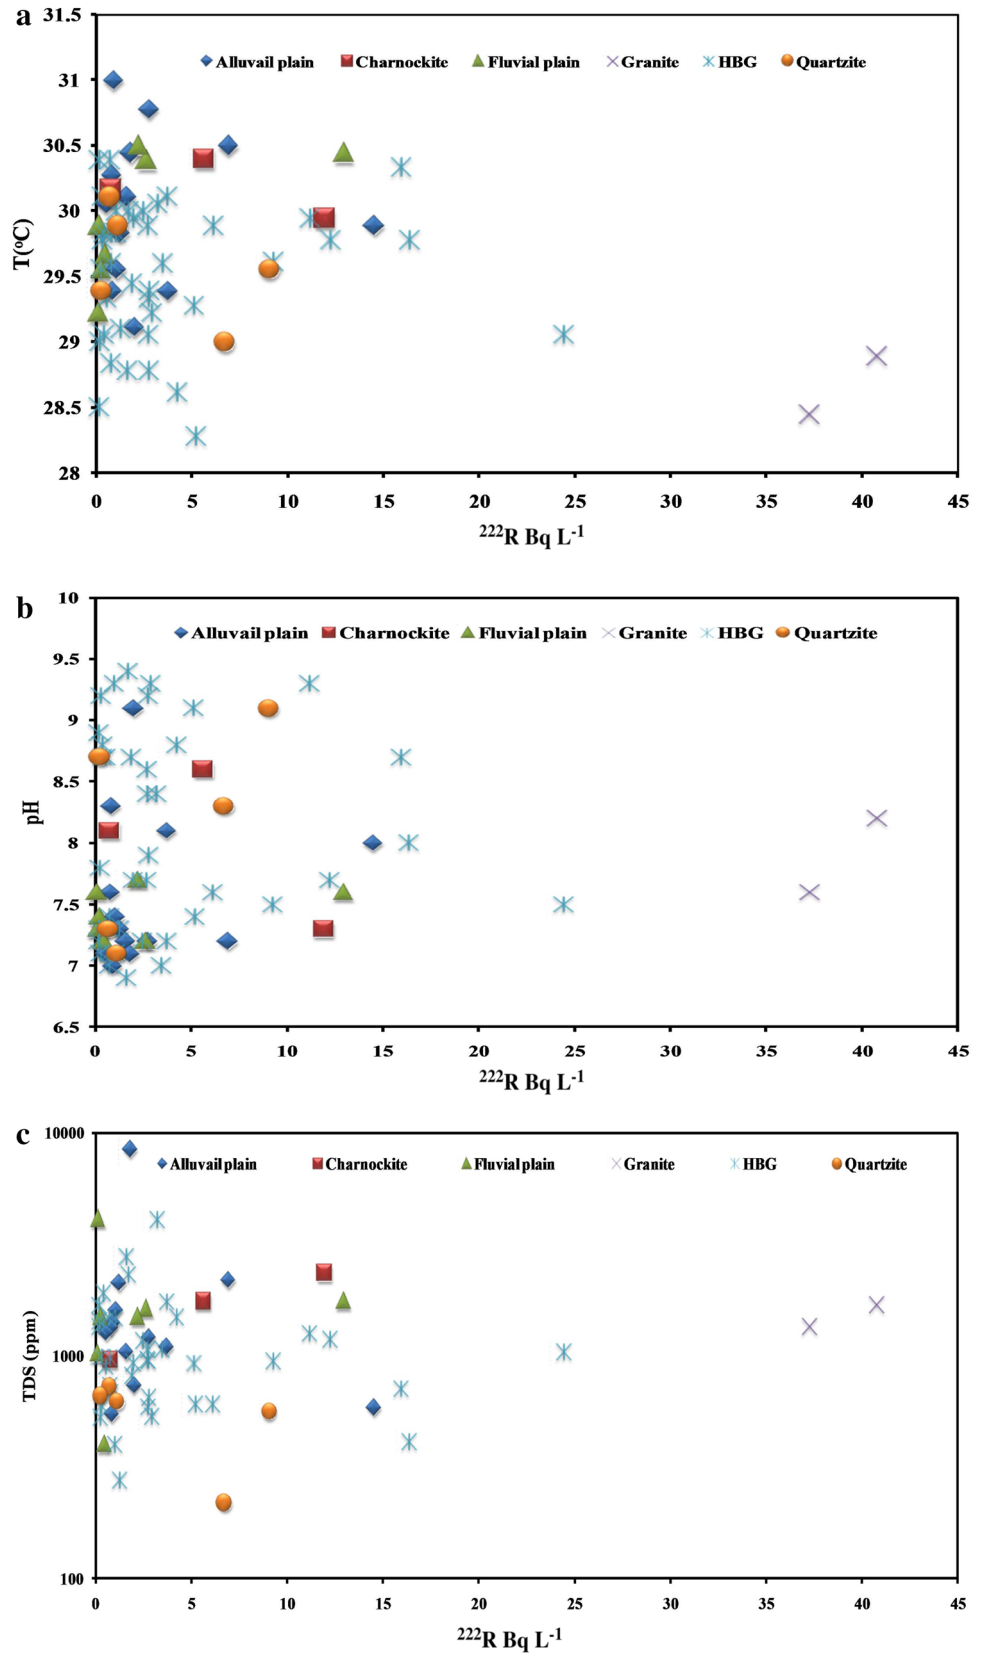 a
31.5
Alluvail plain Charnockite Fluvial plain Granite HBG Quartzite
31
30.5
30
29.5
29
28.5
28
T(ºC)
0 5 10 15 20 25 30 35 40 45
²²²R Bq L⁻¹
b
10
Alluvail plain Charnockite Fluvial plain Granite HBG Quartzite
9.5
9
8.5
8
7.5
7
6.5
pH
0 5 10 15 20 25 30 35 40 45
²²²R Bq L⁻¹
c
10000
Alluvail plain Charnockite Fluvial plain Granite HBG Quartzite
1000
100
TDS (ppm)
0 5 10 15 20 25 30 35 40 45
²²²R Bq L⁻¹